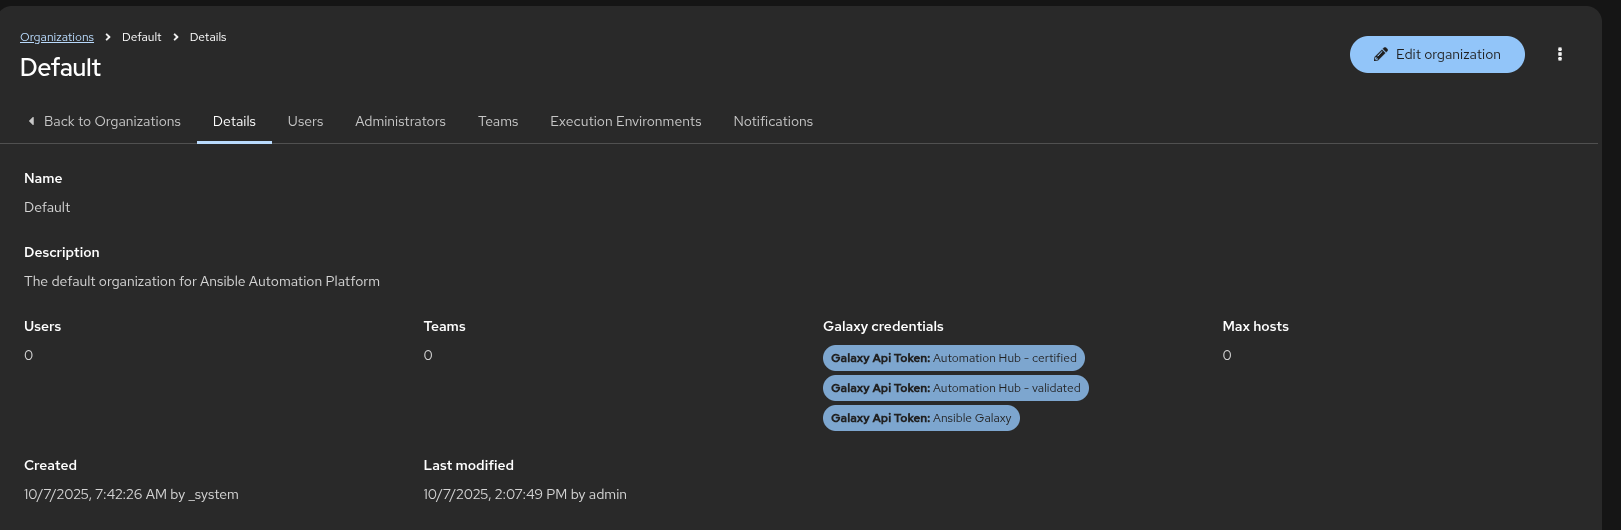 Organizations > Default > Details
Default
Edit organization
Back to Organizations Details Users Administrators Teams Execution Environments Notifications
Name
Default
Description
The default organization for Ansible Automation Platform
Users Teams Galaxy credentials Max hosts
0 0 Galaxy Api Token: Automation Hub - certified 0
Galaxy Api Token: Automation Hub - validated
Galaxy Api Token: Ansible Galaxy
Created Last modified
10/7/2025, 7:42:26 AM by _system 10/7/2025, 2:07:49 PM by admin